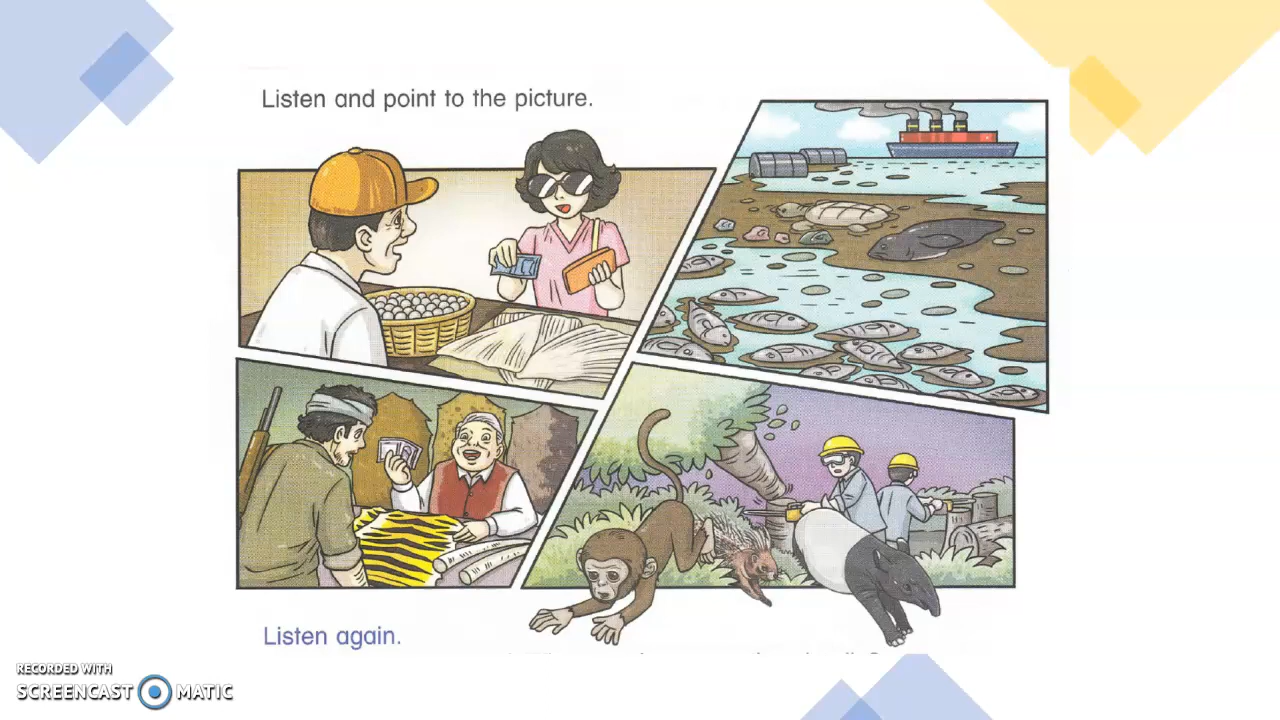 Listen and point to the picture.
Listen again.
RECORDED WITH
SCREENCAST MATIC